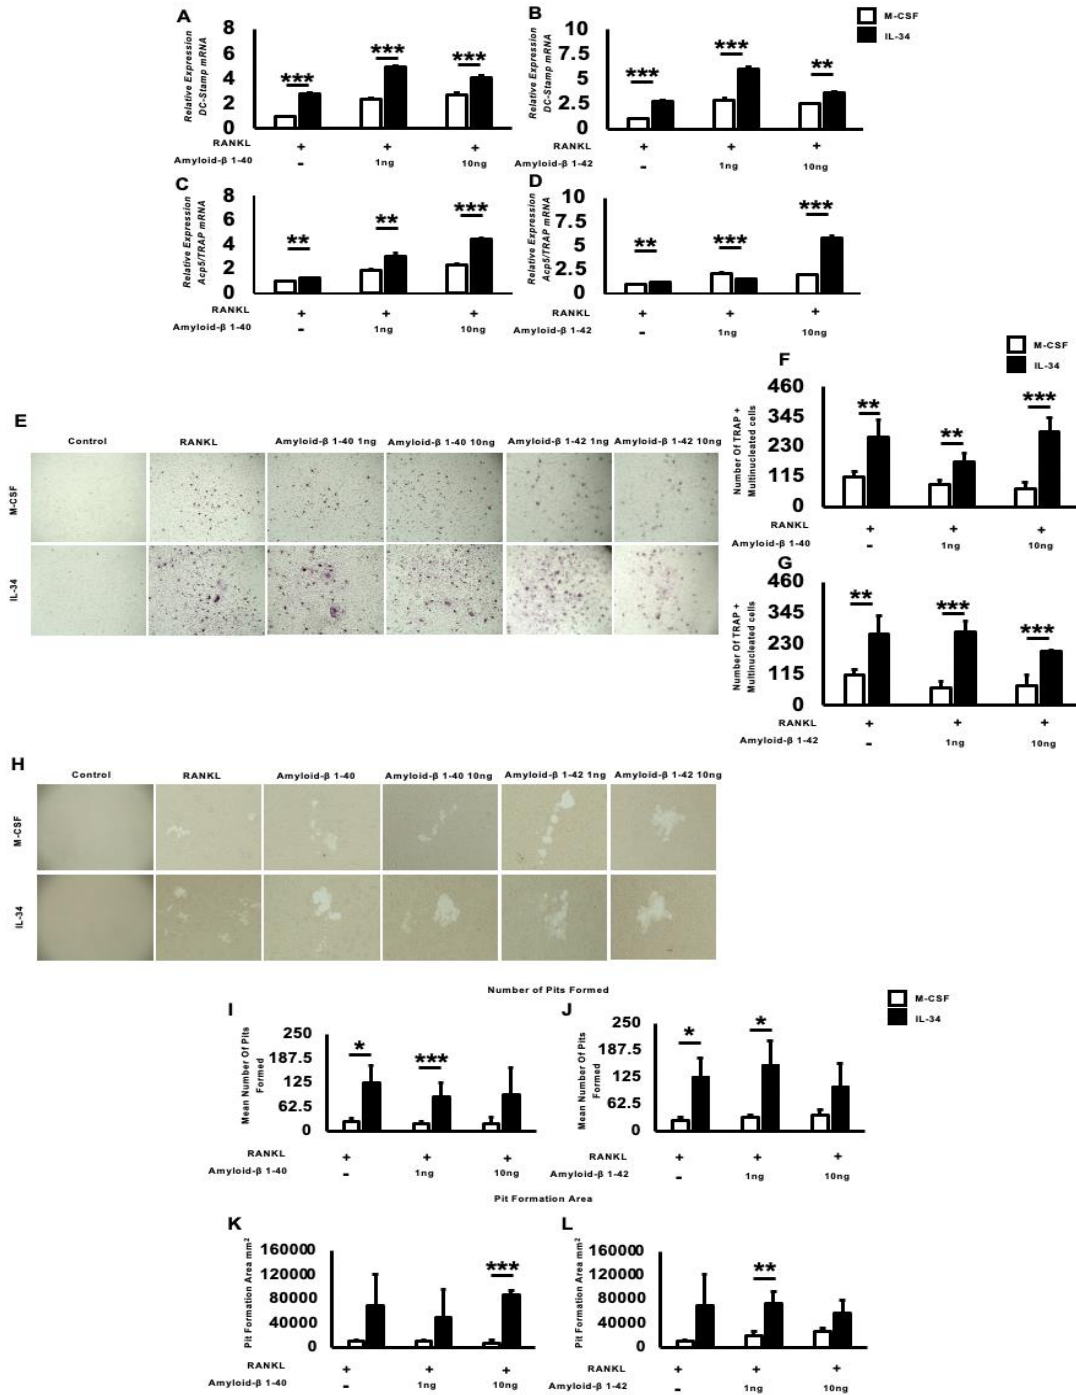 A
B
M-CSF
IL-34
Relative Expression
DC-Stamp mRNA
8
6
4
2
0
***
***
***
Relative Expression
DC-Stamp mRNA
10
7.5
5
2.5
0
***
***
**
RANKL
+
+
+
Amyloid-β 1-40
-
1ng
10ng
RANKL
+
+
+
Amyloid-β 1-42
-
1ng
10ng
C
D
Relative Expression
Acp5/TRAP mRNA
8
6
4
2
0
**
**
***
Relative Expression
Acp5/TRAP mRNA
10
7.5
5
2.5
0
**
***
***
RANKL
+
+
+
Amyloid-β 1-40
-
1ng
10ng
RANKL
+
+
+
Amyloid-β 1-42
-
1ng
10ng
M-CSF
IL-34
E
Control
RANKL
Amyloid-β 1-40 1ng
Amyloid-β 1-40 10ng
Amyloid-β 1-42 1ng
Amyloid-β 1-42 10ng
M-CSF
IL-34
F
Number Of TRAP +
Multinucleated cells
460
345
230
115
0
**
**
***
RANKL
+
+
+
Amyloid-β 1-40
-
1ng
10ng
G
Number Of TRAP +
Multinucleated cells
460
345
230
115
0
**
***
***
RANKL
+
+
+
Amyloid-β 1-42
-
1ng
10ng
H
Control
RANKL
Amyloid-β 1-40
Amyloid-β 1-40 10ng
Amyloid-β 1-42 1ng
Amyloid-β 1-42 10ng
M-CSF
IL-34
Number of Pits Formed
M-CSF
IL-34
I
Mean Number Of Pits
Formed
250
187.5
125
62.5
0
*
***
RANKL
+
+
+
Amyloid-β 1-40
-
1ng
10ng
J
Mean Number Of Pits
Formed
250
187.5
125
62.5
0
*
*
RANKL
+
+
+
Amyloid-β 1-42
-
1ng
10ng
Pit Formation Area
K
Pit Formation Area mm²
160000
120000
80000
40000
0
***
RANKL
+
+
+
Amyloid-β 1-40
-
1ng
10ng
L
Pit Formation Area mm²
160000
120000
80000
40000
0
**
RANKL
+
+
+
Amyloid-β 1-42
-
1ng
10ng